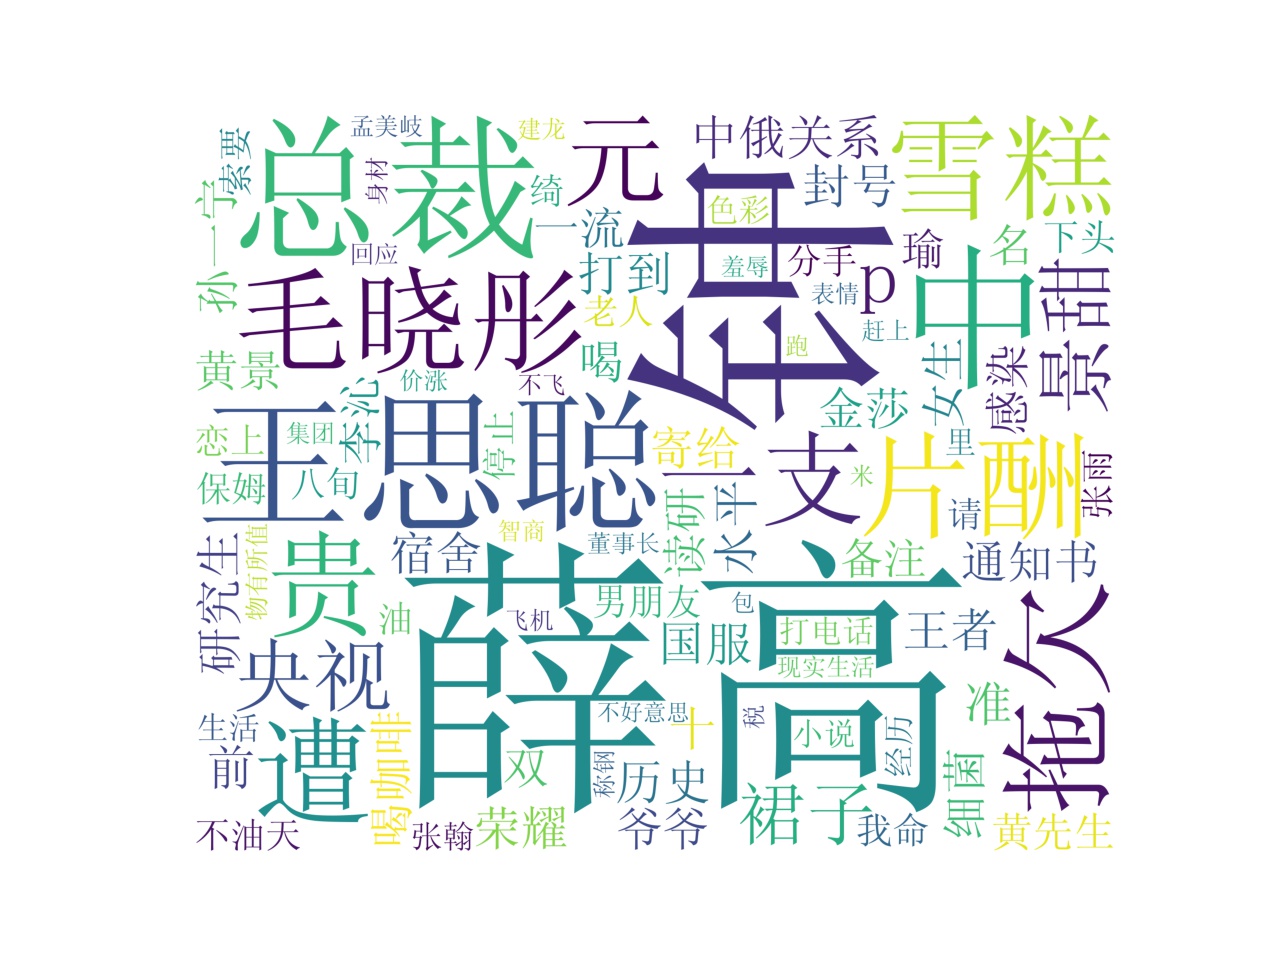 总裁
孟美岐
建龙
元
中俄关系
雪糕
索要
身材
绮
一流
封号
色彩
钟
孙一宁
回应
打到
羞辱
分手
瑜
名
下头
毛晓彤
老人
表情
p
中
景甜
黄景
喝
跑
赶上
女生
感染
李沁
价涨
不飞
金莎
王思聪
恋上
集团
停止
寄给
一支
片酬
里
保姆
八旬
水平
米
请
张雨
智商
读研
研究生
物有所值
贵
宿舍
董事长
备注
通知书
薛
高
油
飞机
男朋友
包
国服
打电话
王者
拖欠
央视
现实生活
生活
遭
喝咖啡
不好意思
十
税
小说
经历
准
前
双
称钢
历史
细菌
不油天
张翰
荣耀
爷爷
裙子
我命
黄先生